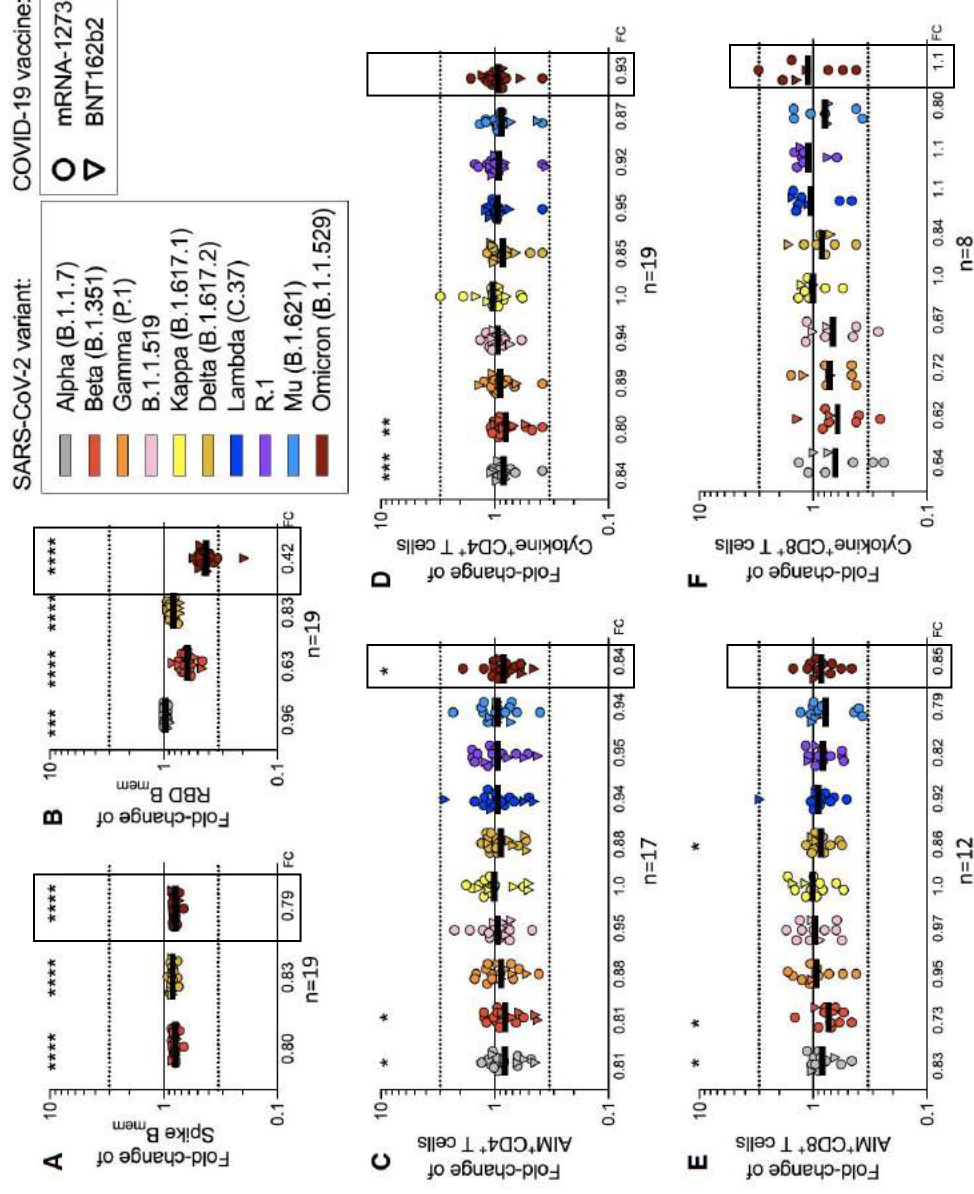 A
Fold-change of
Spike B mem
10
1
0.1
****
****
****
0.80
0.83
0.79
FC
n=19
B
Fold-change of
RBD B mem
10
1
0.1
***
****
****
****
0.96
0.63
0.83
0.42
FC
n=19
SARS-CoV-2 variant:
Alpha (B.1.1.7)
Beta (B.1.351)
Gamma (P.1)
B.1.1.519
Kappa (B.1.617.1)
Delta (B.1.617.2)
Lambda (C.37)
R.1
Mu (B.1.621)
Omicron (B.1.1.529)
COVID-19 vaccine:
mRNA-1273
BNT162b2
C
Fold-change of
AIM+CD4+ T cells
10
1
0.1
*
*
*
0.81
0.81
0.88
0.95
1.0
0.88
0.94
0.95
0.94
0.84
FC
n=17
D
Fold-change of
Cytokine+CD4+ T cells
10
1
0.1
***
**
0.84
0.80
0.89
0.94
1.0
0.85
0.95
0.92
0.87
0.93
FC
n=19
E
Fold-change of
AIM+CD8+ T cells
10
1
0.1
*
*
*
0.83
0.73
0.95
0.97
1.0
0.86
0.92
0.82
0.79
0.85
FC
n=12
F
Fold-change of
Cytokine+CD8+ T cells
10
1
0.1
0.64
0.62
0.72
0.67
1.0
0.84
1.1
1.1
0.80
1.1
FC
n=8